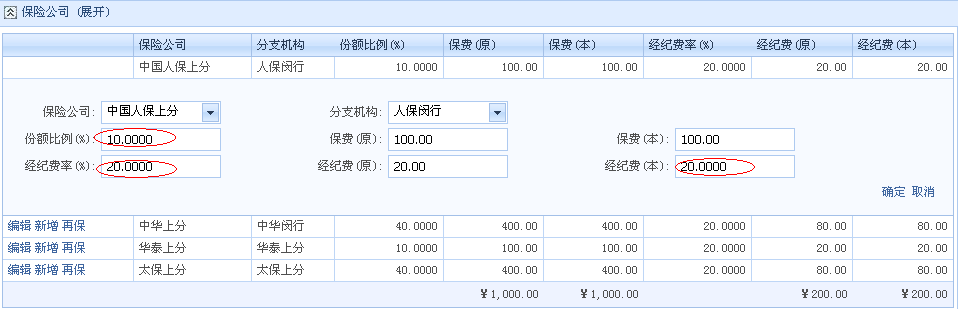 保险公司 (展开)
保险公司 分支机构 份额比例(%) 保费(原) 保费(本) 经纪费率(%) 经纪费(原) 经纪费(本)
中国人保上分 人保闵行 10.0000 100.00 100.00 20.0000 20.00 20.00
保险公司: 中国人保上分 分支机构: 人保闵行
份额比例(%): 10.0000 保费(原): 100.00 保费(本): 100.00
经纪费率(%): 20.0000 经纪费(原): 20.00 经纪费(本): 20.0000
确定 取消
编辑 新增 再保 中华上分 中华闵行 40.0000 400.00 400.00 20.0000 80.00 80.00
编辑 新增 再保 华泰上分 华泰上分 10.0000 100.00 100.00 20.0000 20.00 20.00
编辑 新增 再保 太保上分 太保上分 40.0000 400.00 400.00 20.0000 80.00 80.00
¥1,000.00 ¥1,000.00 ¥200.00 ¥200.00